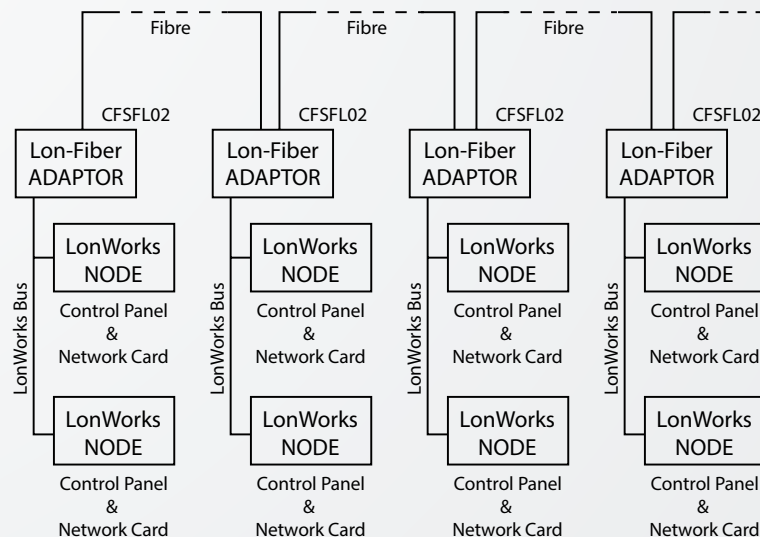 Fibre
Fibre
Fibre
CFSFL02
CFSFL02
CFSFL02
CFSFL02
Lon-Fiber
ADAPTOR
Lon-Fiber
ADAPTOR
Lon-Fiber
ADAPTOR
Lon-Fiber
ADAPTOR
LonWorks Bus
LonWorks
NODE
Control Panel
&
Network Card
LonWorks
NODE
Control Panel
&
Network Card
LonWorks Bus
LonWorks
NODE
Control Panel
&
Network Card
LonWorks
NODE
Control Panel
&
Network Card
LonWorks Bus
LonWorks
NODE
Control Panel
&
Network Card
LonWorks
NODE
Control Panel
&
Network Card
LonWorks Bus
LonWorks
NODE
Control Panel
&
Network Card
LonWorks
NODE
Control Panel
&
Network Card